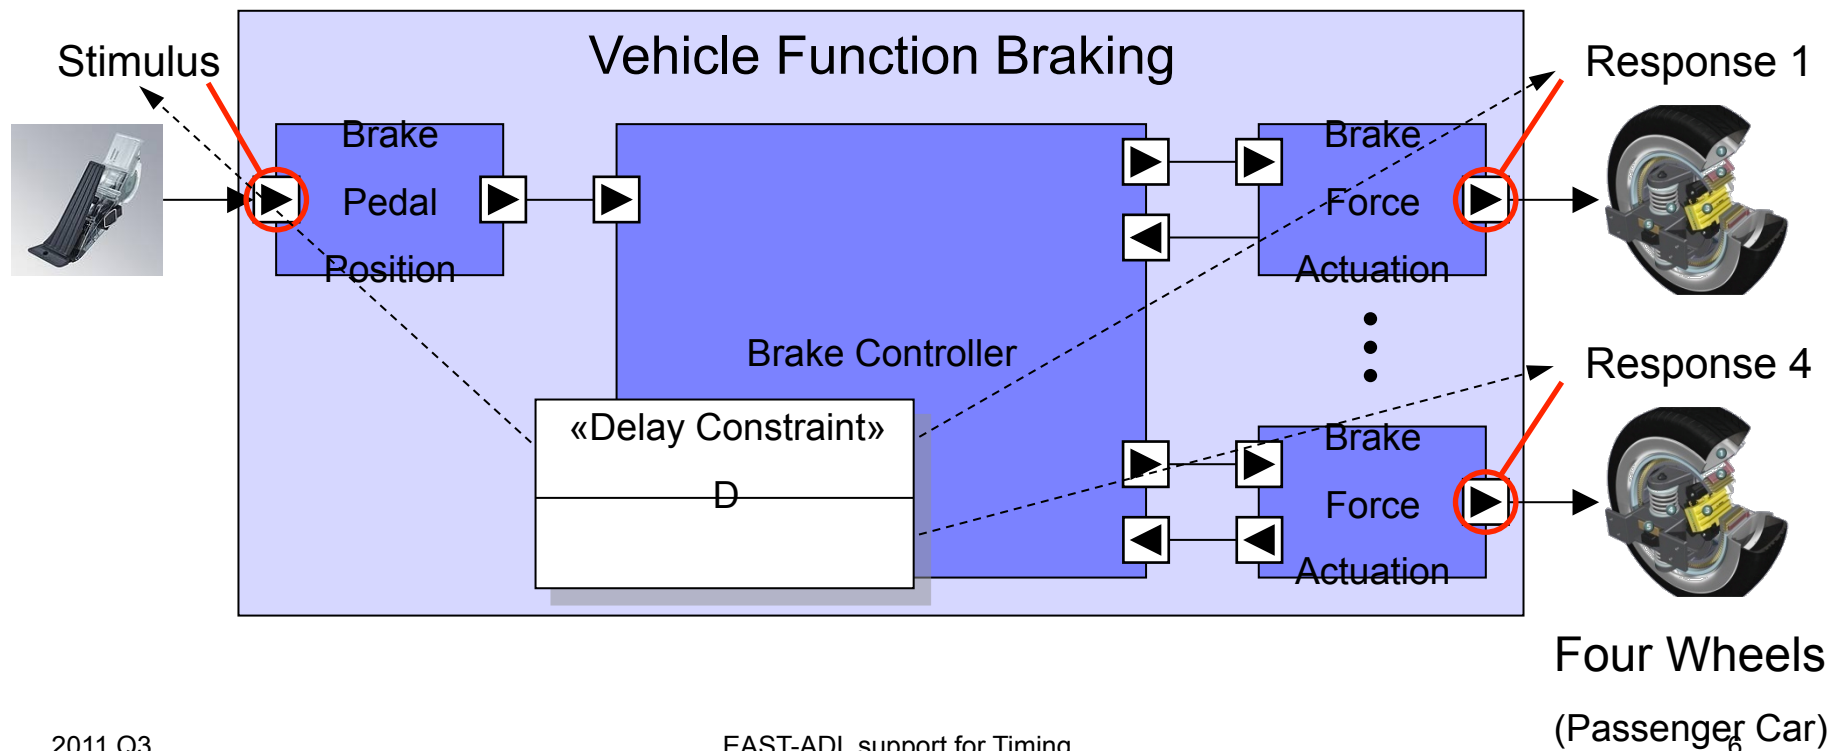 Vehicle Function Braking
Stimulus
Response 1
Brake
Pedal
Position
Brake
Force
Actuation
Brake Controller
Response 4
«Delay Constraint»
D
Brake
Force
Actuation
Four Wheels
(Passenger Car)
2011 Q3
EAST-ADL support for Timing
6